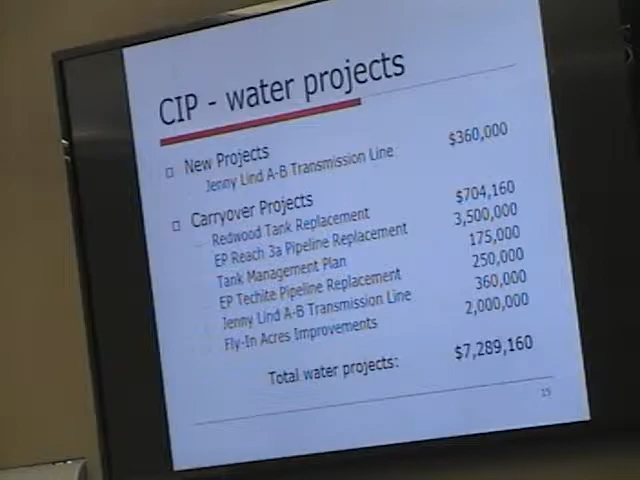 CIP - water projects
New Projects
Jenny Lind A-B Transmission Line $360,000
Carryover Projects
Redwood Tank Replacement $704,160
EP Reach 3a Pipeline Replacement 3,500,000
Tank Management Plan 175,000
EP Techite Pipeline Replacement 250,000
Jenny Lind A-B Transmission Line 360,000
Fly-In Acres Improvements 2,000,000
Total water projects: $7,289,160
15